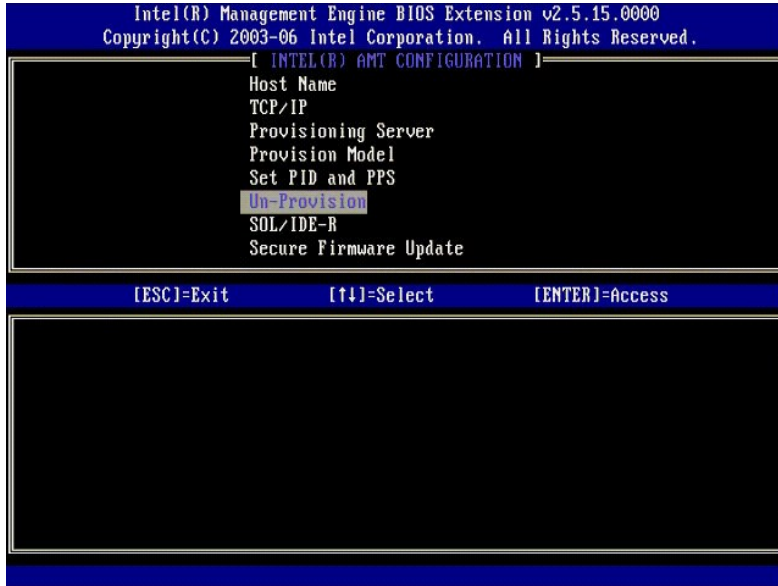 Intel(R) Management Engine BIOS Extension v2.5.15.0000
Copyright(C) 2003-06 Intel Corporation. All Rights Reserved.
[ INTEL(R) AMT CONFIGURATION ]
Host Name
TCP/IP
Provisioning Server
Provision Model
Set PID and PPS
Un-Provision
SOL/IDE-R
Secure Firmware Update
[ESC]=Exit [↑↓]=Select [ENTER]=Access